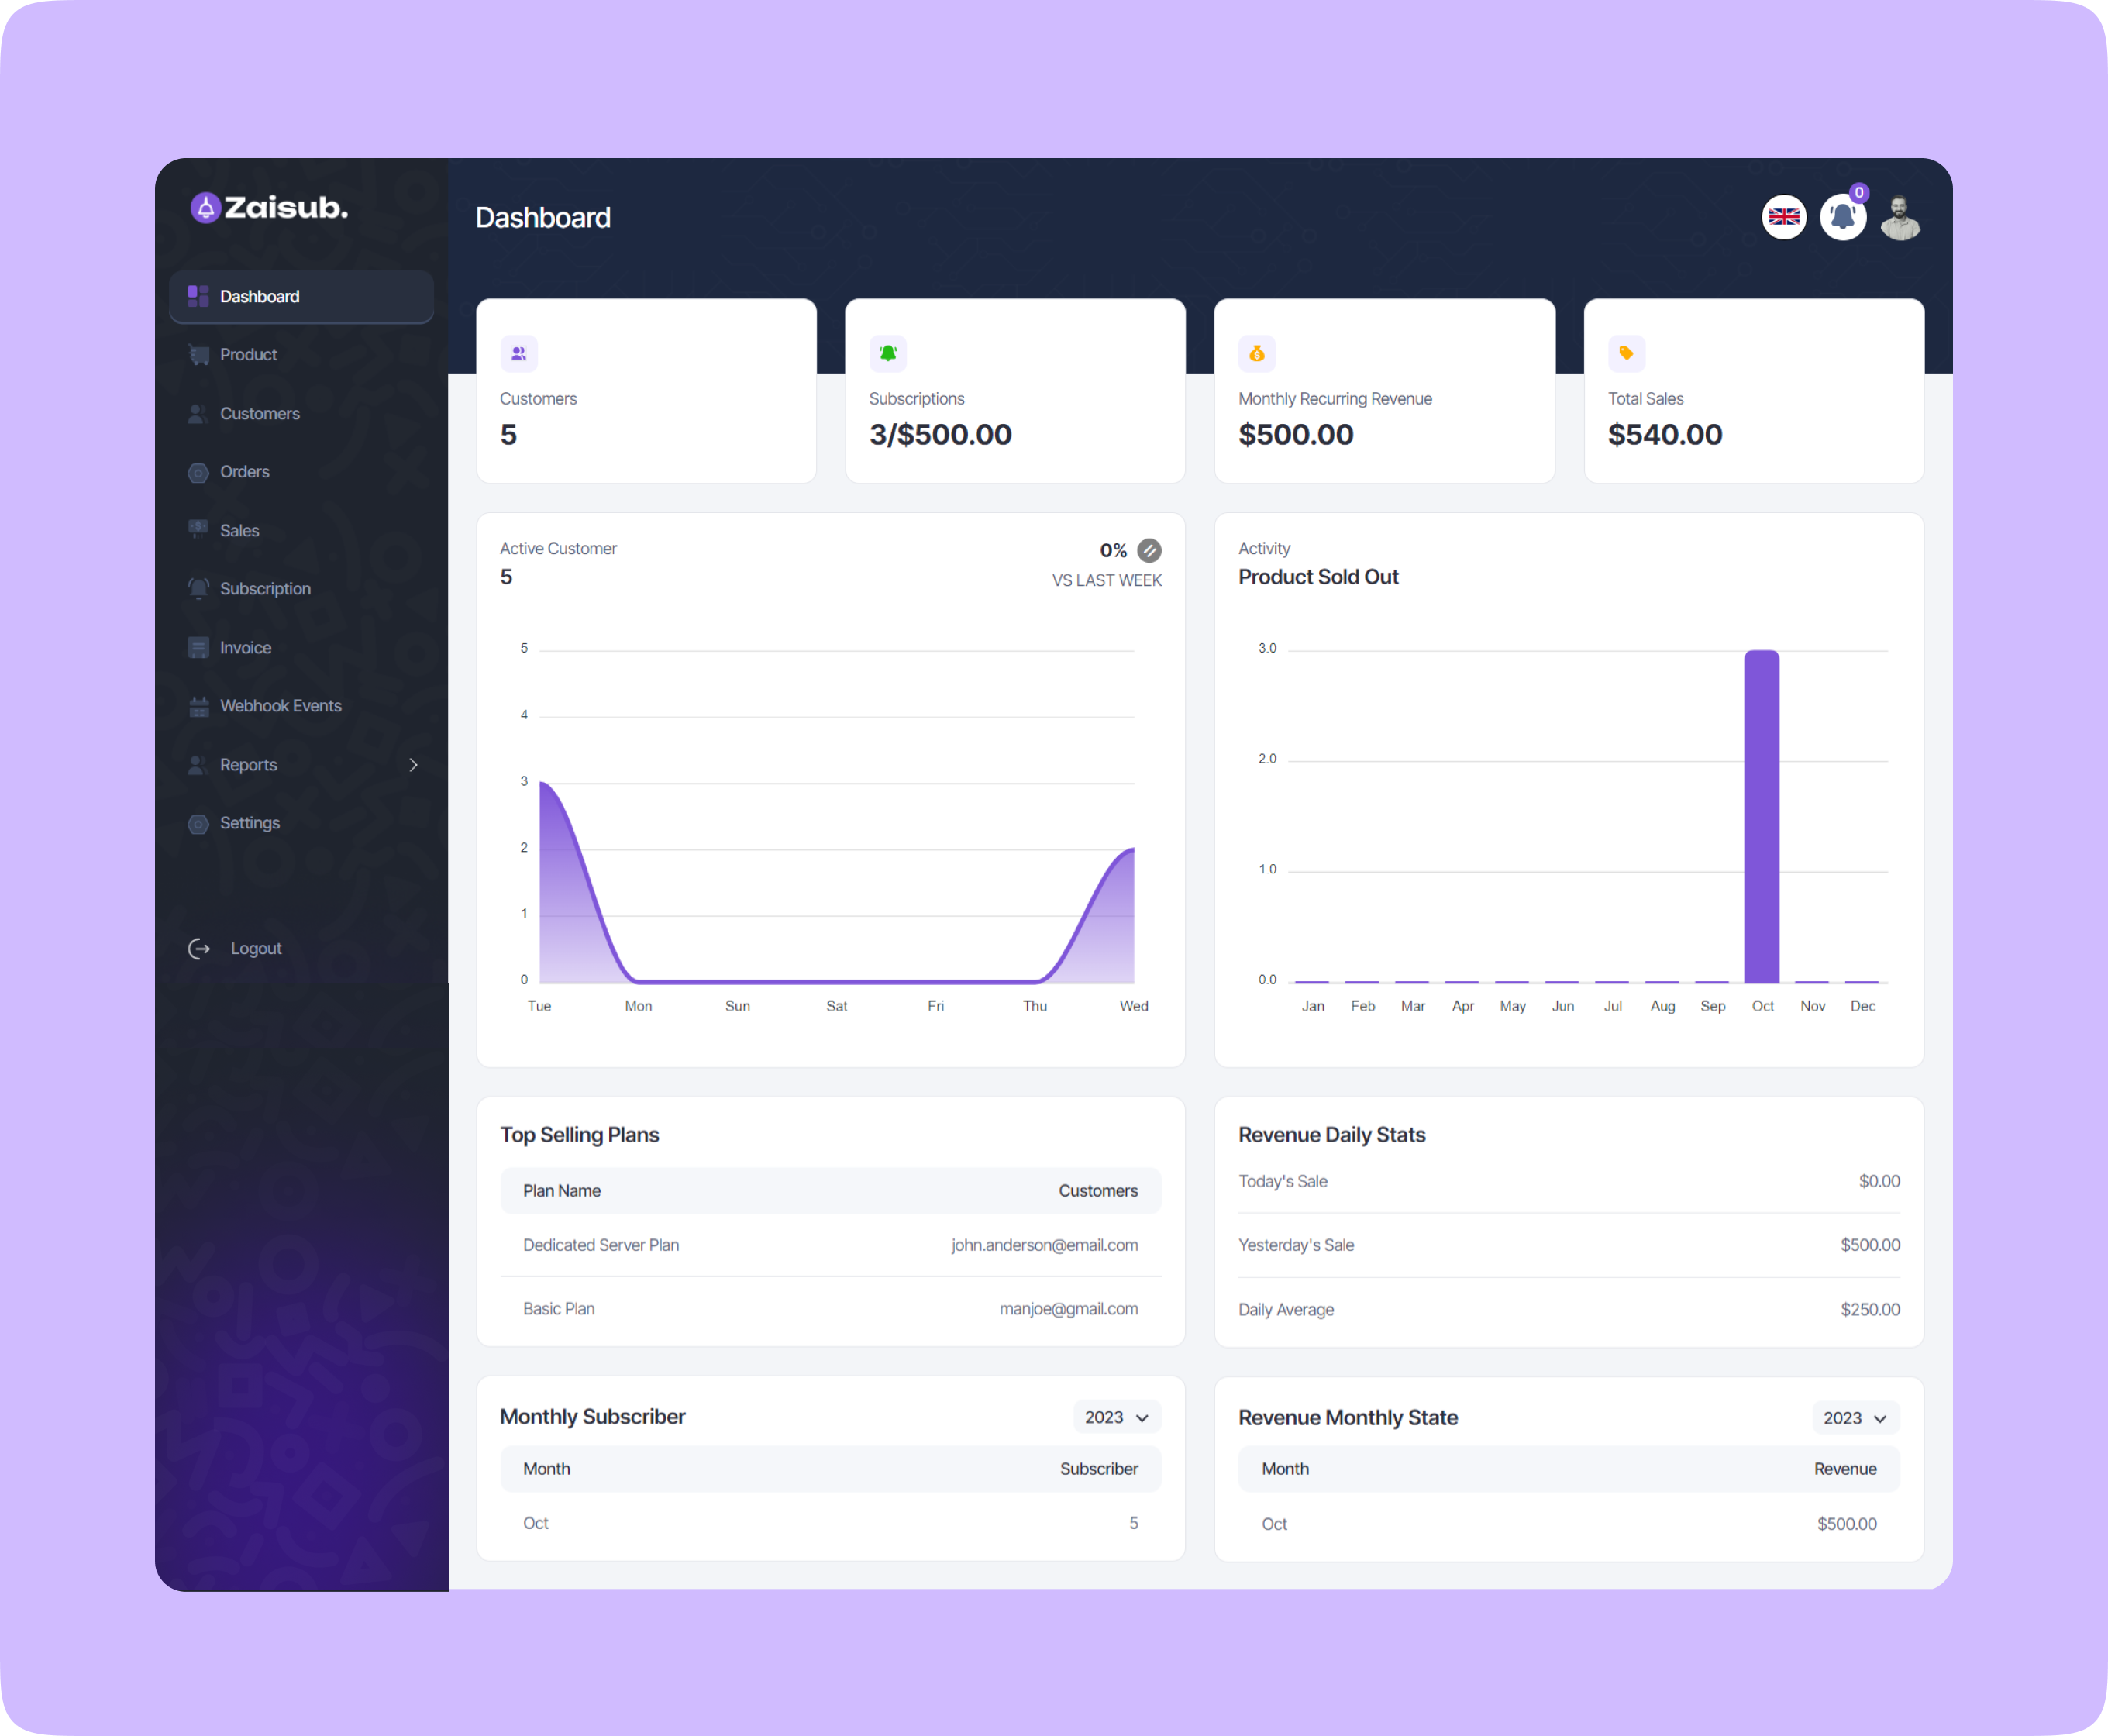 Zaisub.
Dashboard
0
Dashboard
Product
Customers
Orders
Sales
Subscription
Invoice
Webhook Events
Reports
Settings
Logout
Customers
5
Subscriptions
3/$500.00
Monthly Recurring Revenue
$500.00
Total Sales
$540.00
Active Customer
5
0%
VS LAST WEEK
5
4
3
2
1
0
Tue Mon Sun Sat Fri Thu Wed
Activity
Product Sold Out
3.0
2.0
1.0
0.0
Jan Feb Mar Apr May Jun Jul Aug Sep Oct Nov Dec
Top Selling Plans
Plan Name Customers
Dedicated Server Plan john.anderson@email.com
Basic Plan manjoe@gmail.com
Revenue Daily Stats
Today's Sale $0.00
Yesterday's Sale $500.00
Daily Average $250.00
Monthly Subscriber 2023
Month Subscriber
Oct 5
Revenue Monthly State 2023
Month Revenue
Oct $500.00